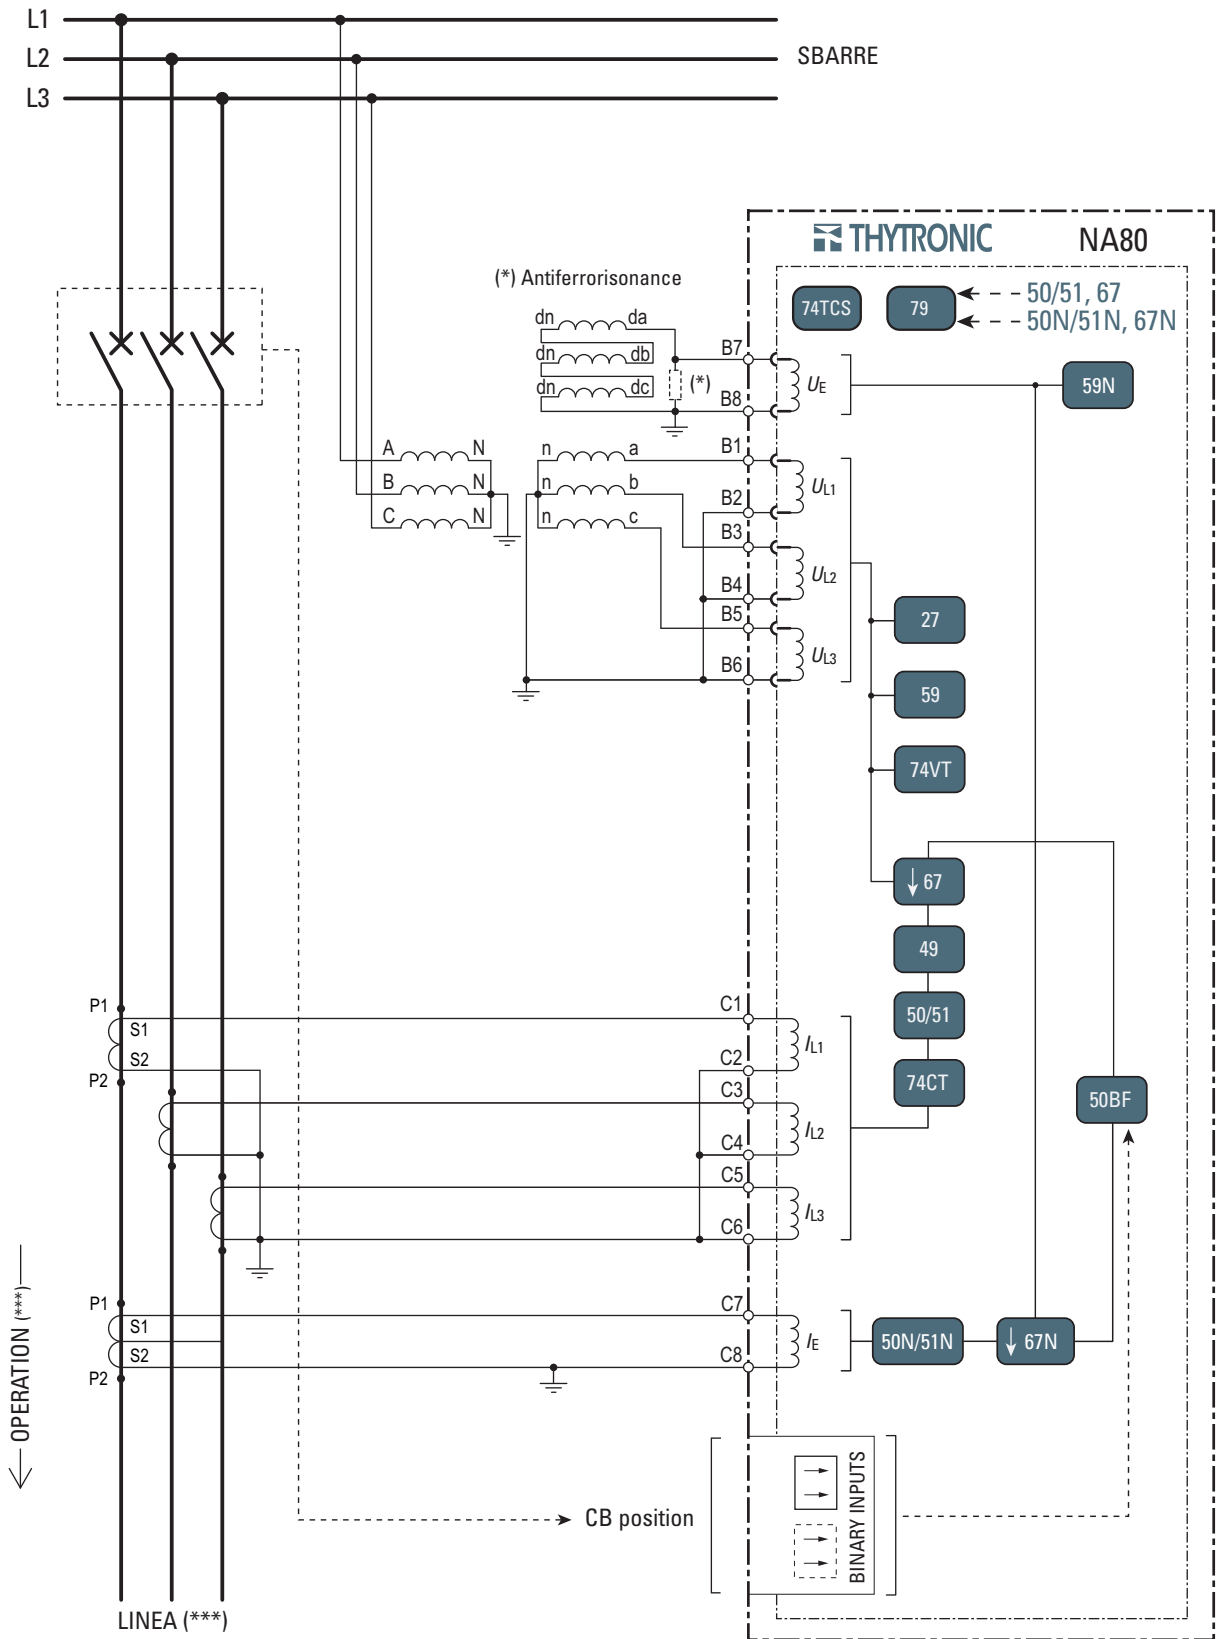 L1
L2
SBARRE
L3
THYTRONIC NA80
(*) Antiferrorisonance
74TCS
79
50/51, 67
50N/51N, 67N
dn da
dn db
dn dc
(*)
B7
B8
UE
59N
A N
B N
C N
n a
n b
n c
B1
B2
B3
B4
B5
B6
UL1
UL2
UL3
27
59
74VT
67
49
50/51
74CT
50BF
P1
S1
S2
P2
C1
C2
C3
C4
C5
C6
IL1
IL2
IL3
P1
S1
S2
P2
C7
C8
IE
50N/51N
67N
OPERATION (***)
CB position
BINARY INPUTS
LINEA (***)